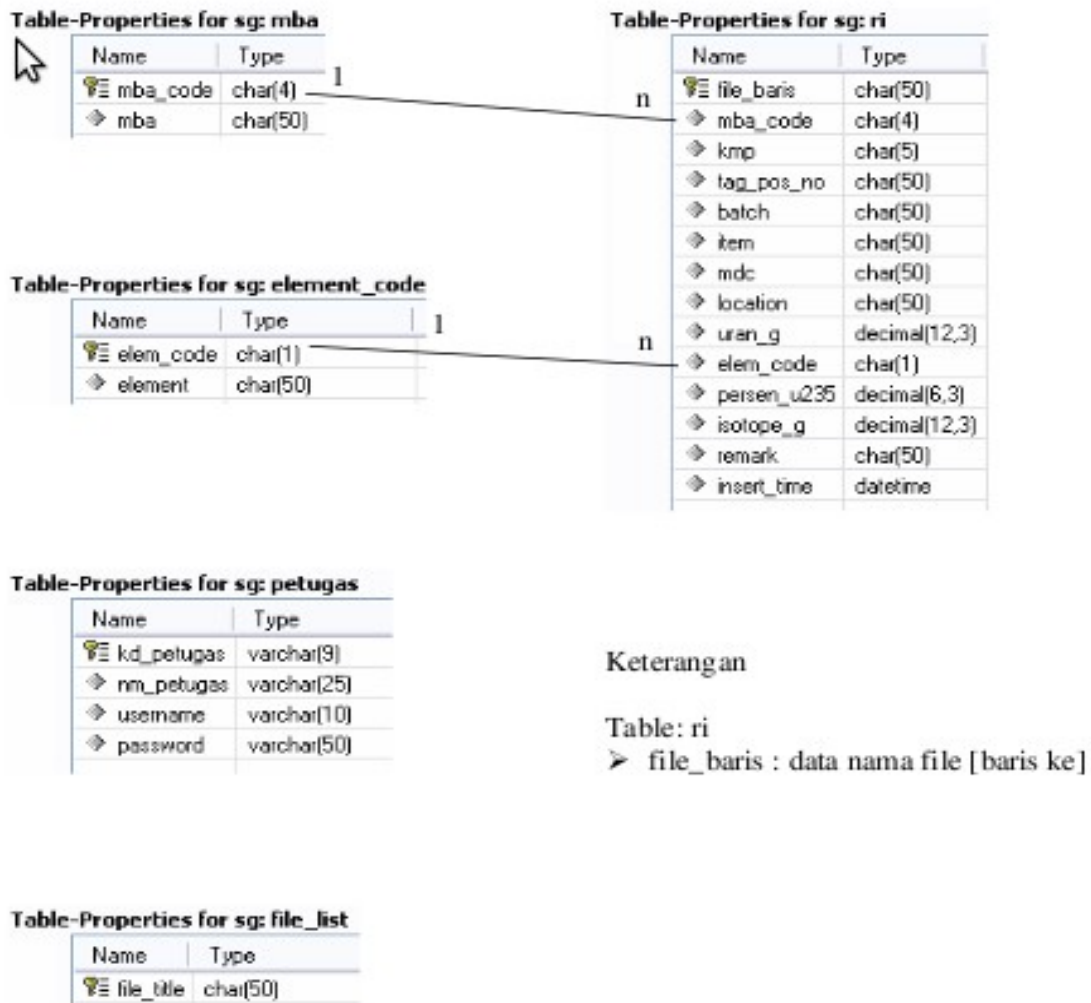 Table-Properties for sg: mba
Name Type
mba_code char(4)
mba char(50)
1
n
Table-Properties for sg: ri
Name Type
file_baris char(50)
mba_code char(4)
kmp char(5)
tag_pos_no char(50)
batch char(50)
item char(50)
mdc char(50)
location char(50)
uran_g decimal(12,3)
elem_code char(1)
persen_u235 decimal(6,3)
isotope_g decimal(12,3)
remark char(50)
insert_time datetime
Table-Properties for sg: element_code
Name Type
elem_code char(1)
element char(50)
1
n
Table-Properties for sg: petugas
Name Type
kd_petugas varchar(9)
nm_petugas varchar(25)
username varchar(10)
password varchar(50)
Keterangan
Table: ri
➢ file_baris : data nama file [baris ke]
Table-Properties for sg: file_list
Name Type
file_title char(50)